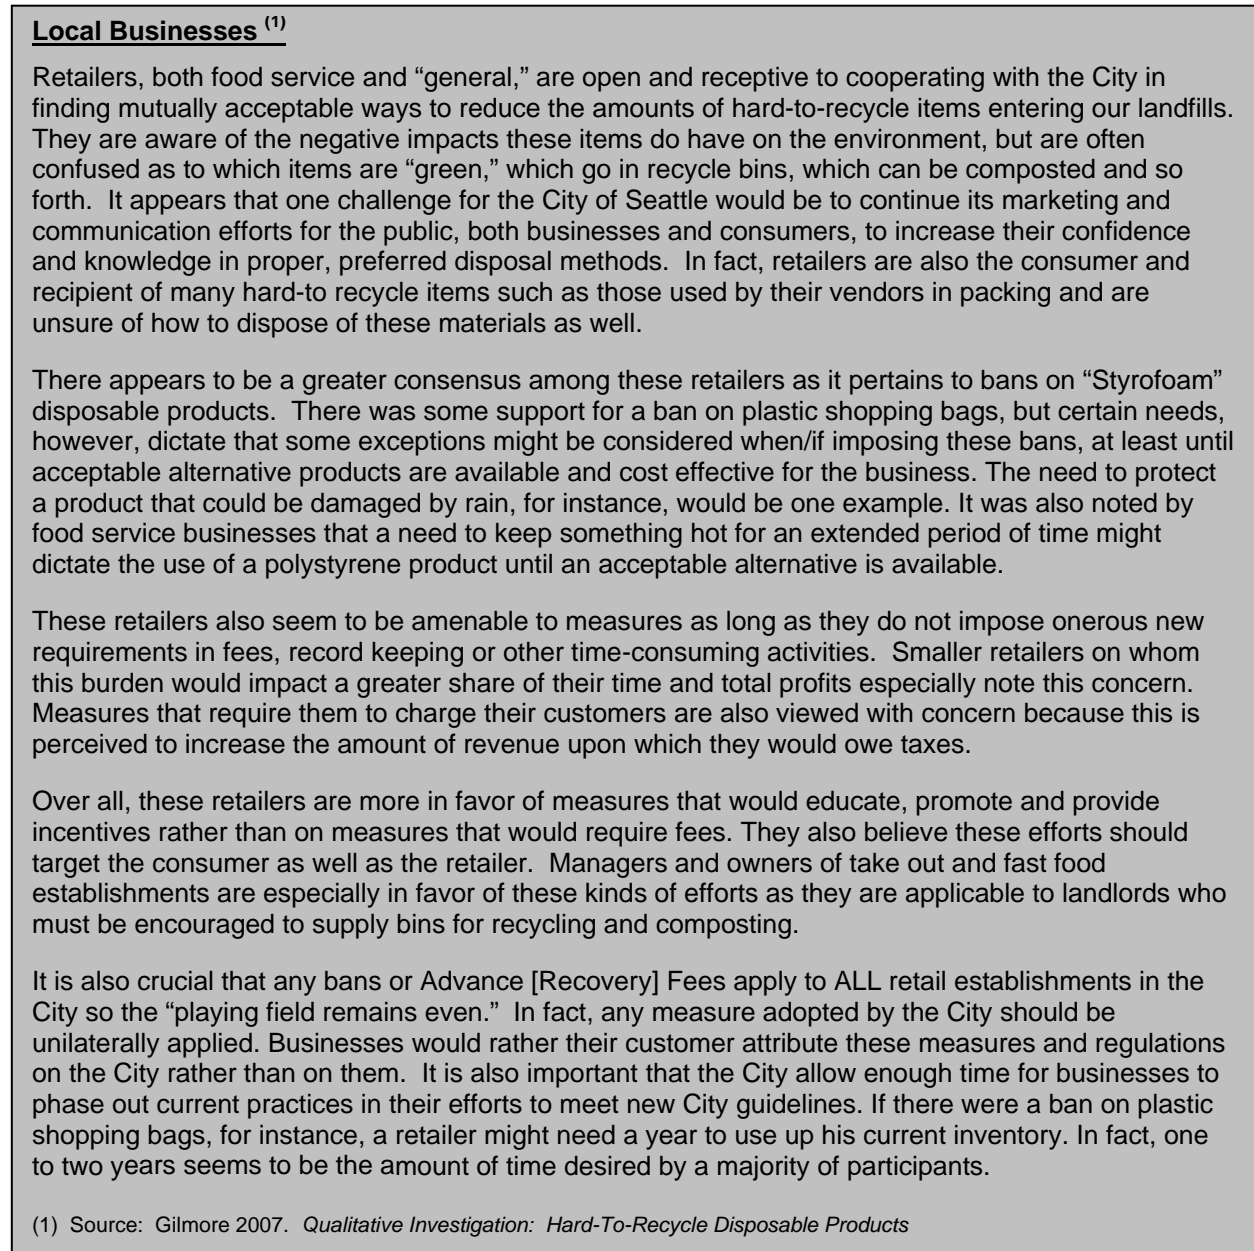 Local Businesses (1)
Retailers, both food service and “general,” are open and receptive to cooperating with the City in
finding mutually acceptable ways to reduce the amounts of hard-to-recycle items entering our landfills.
They are aware of the negative impacts these items do have on the environment, but are often
confused as to which items are “green,” which go in recycle bins, which can be composted and so
forth.  It appears that one challenge for the City of Seattle would be to continue its marketing and
communication efforts for the public, both businesses and consumers, to increase their confidence
and knowledge in proper, preferred disposal methods.  In fact, retailers are also the consumer and
recipient of many hard-to recycle items such as those used by their vendors in packing and are
unsure of how to dispose of these materials as well.
There appears to be a greater consensus among these retailers as it pertains to bans on “Styrofoam”
disposable products.  There was some support for a ban on plastic shopping bags, but certain needs,
however, dictate that some exceptions might be considered when/if imposing these bans, at least until
acceptable alternative products are available and cost effective for the business. The need to protect
a product that could be damaged by rain, for instance, would be one example. It was also noted by
food service businesses that a need to keep something hot for an extended period of time might
dictate the use of a polystyrene product until an acceptable alternative is available.
These retailers also seem to be amenable to measures as long as they do not impose onerous new
requirements in fees, record keeping or other time-consuming activities.  Smaller retailers on whom
this burden would impact a greater share of their time and total profits especially note this concern.
Measures that require them to charge their customers are also viewed with concern because this is
perceived to increase the amount of revenue upon which they would owe taxes.
Over all, these retailers are more in favor of measures that would educate, promote and provide
incentives rather than on measures that would require fees. They also believe these efforts should
target the consumer as well as the retailer.  Managers and owners of take out and fast food
establishments are especially in favor of these kinds of efforts as they are applicable to landlords who
must be encouraged to supply bins for recycling and composting.
It is also crucial that any bans or Advance [Recovery] Fees apply to ALL retail establishments in the
City so the “playing field remains even.”  In fact, any measure adopted by the City should be
unilaterally applied. Businesses would rather their customer attribute these measures and regulations
on the City rather than on them.  It is also important that the City allow enough time for businesses to
phase out current practices in their efforts to meet new City guidelines. If there were a ban on plastic
shopping bags, for instance, a retailer might need a year to use up his current inventory. In fact, one
to two years seems to be the amount of time desired by a majority of participants.
(1)  Source:  Gilmore 2007.  Qualitative Investigation:  Hard-To-Recycle Disposable Products